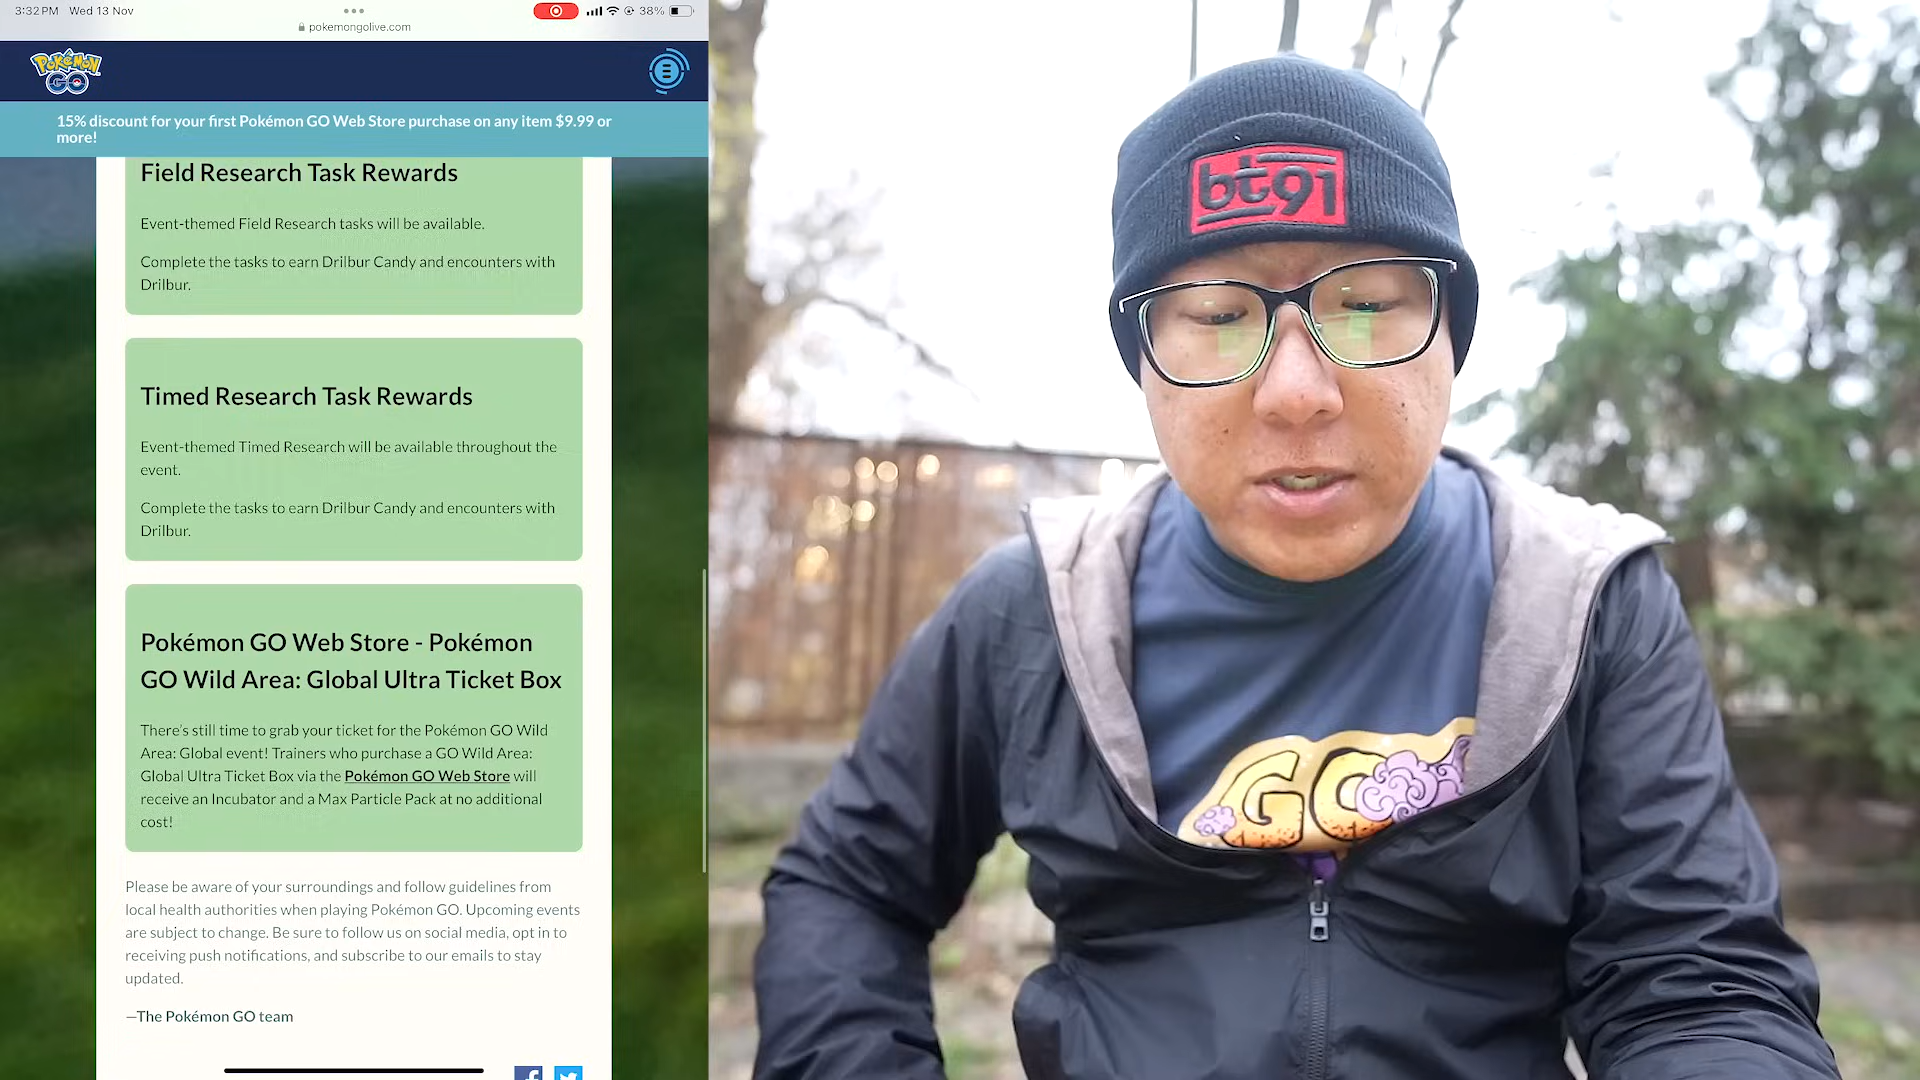 3:32 PM Wed 13 Nov
38%
pokemongolive.com
POKéMON
GO
15% discount for your first Pokémon GO Web Store purchase on any item $9.99 or
more!
Field Research Task Rewards
Event-themed Field Research tasks will be available.
Complete the tasks to earn Drilbur Candy and encounters with
Drilbur.
Timed Research Task Rewards
Event-themed Timed Research will be available throughout the
event.
Complete the tasks to earn Drilbur Candy and encounters with
Drilbur.
Pokémon GO Web Store - Pokémon
GO Wild Area: Global Ultra Ticket Box
There's still time to grab your ticket for the Pokémon GO Wild
Area: Global event! Trainers who purchase a GO Wild Area:
Global Ultra Ticket Box via the Pokémon GO Web Store will
receive an Incubator and a Max Particle Pack at no additional
cost!
Please be aware of your surroundings and follow guidelines from
local health authorities when playing Pokémon GO. Upcoming events
are subject to change. Be sure to follow us on social media, opt in to
receiving push notifications, and subscribe to our emails to stay
updated.
—The Pokémon GO team
bt91
GO